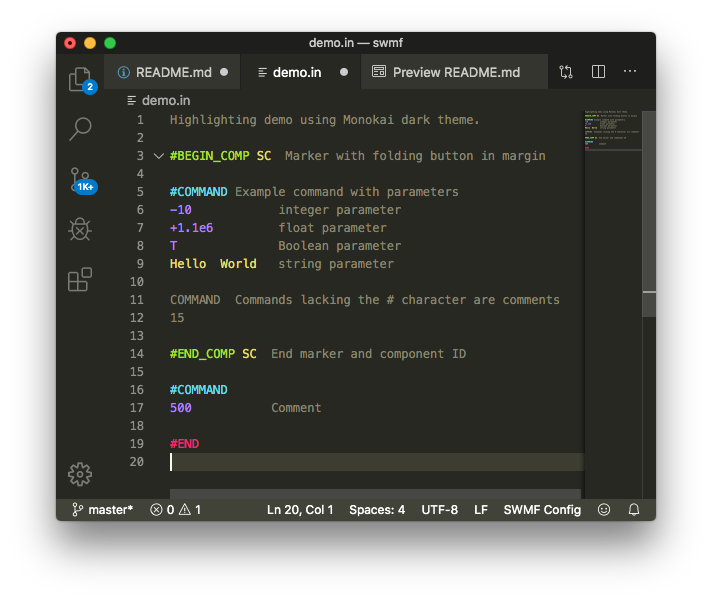 demo.in — swmf
README.md
demo.in
Preview README.md
2
1K+
demo.in
1 Highlighting demo using Monokai dark theme.
2
3 #BEGIN_COMP SC  Marker with folding button in margin
4
5 #COMMAND Example command with parameters
6 -10            integer parameter
7 +1.1e6         float parameter
8 T              Boolean parameter
9 Hello  World   string parameter
10
11 COMMAND  Commands lacking the # character are comments
12 15
13
14 #END_COMP SC  End marker and component ID
15
16 #COMMAND
17 500           Comment
18
19 #END
20
master* 0 1 Ln 20, Col 1 Spaces: 4 UTF-8 LF SWMF Config